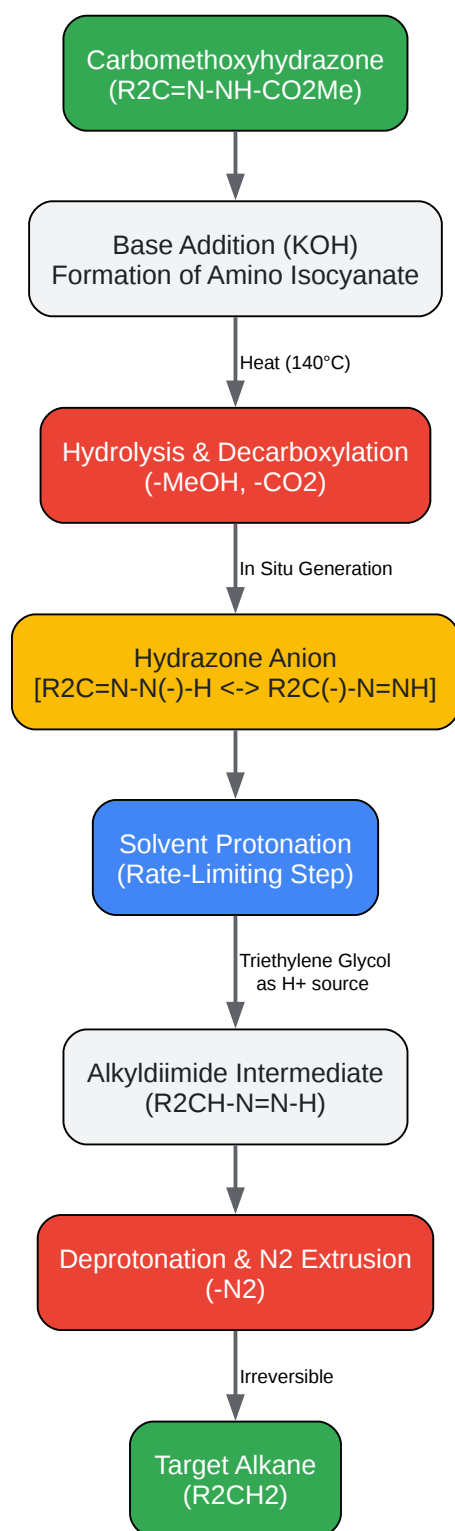 Carbomethoxyhydrazone
(R2C=N-NH-CO2Me)
Base Addition (KOH)
Formation of Amino Isocyanate
Heat (140°C)
Hydrolysis & Decarboxylation
(-MeOH, -CO2)
In Situ Generation
Hydrazone Anion
[R2C=N-N(-)-H <-> R2C(-)-N=NH]
Solvent Protonation
(Rate-Limiting Step)
Triethylene Glycol
as H+ source
Alkyldiimide Intermediate
(R2CH-N=N-H)
Deprotonation & N2 Extrusion
(-N2)
Irreversible
Target Alkane
(R2CH2)